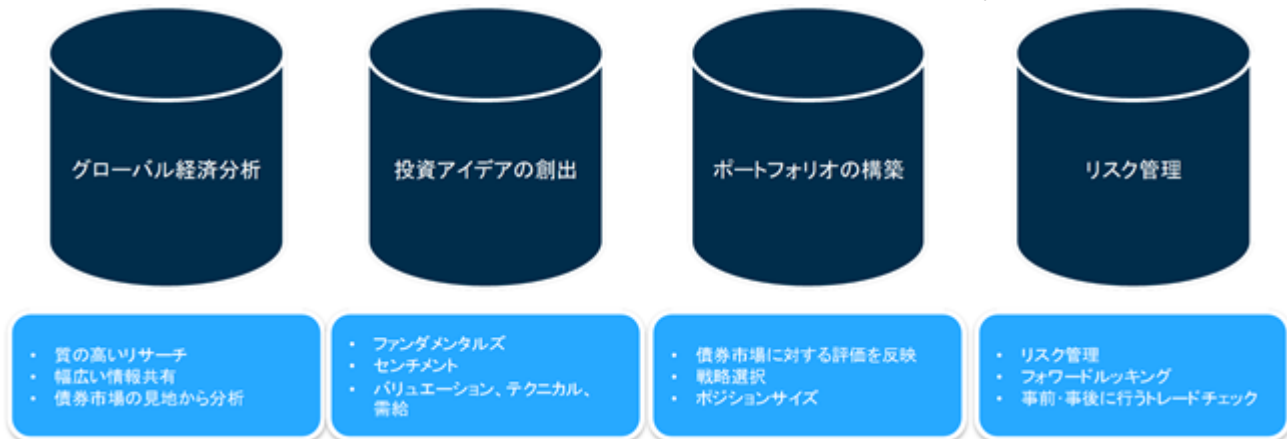 グローバル経済分析
投資アイデアの創出
ポートフォリオの構築
リスク管理
• 質の高いリサーチ
• 幅広い情報共有
• 債券市場の見地から分析
• ファンダメンタルズ
• センチメント
• バリュエーション、テクニカル、
需給
• 債券市場に対する評価を反映
• 戦略選択
• ポジションサイズ
• リスク管理
• フォワードルッキング
• 事前・事後に行うトレードチェック